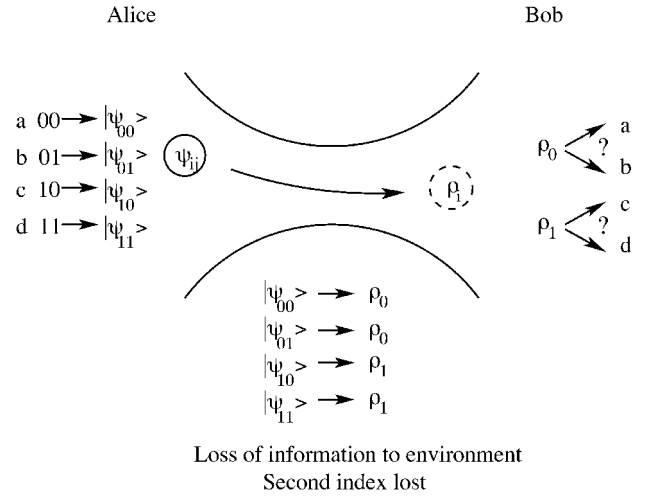 Alice Bob
a 00 |ψ00>
b 01 |ψ01>
c 10 |ψ10>
d 11 |ψ11>
ψij
ρi
ρ0 a ? b
ρ1 c ? d
|ψ00> ρ0
|ψ01> ρ0
|ψ10> ρ1
|ψ11> ρ1
Loss of information to environment
Second index lost